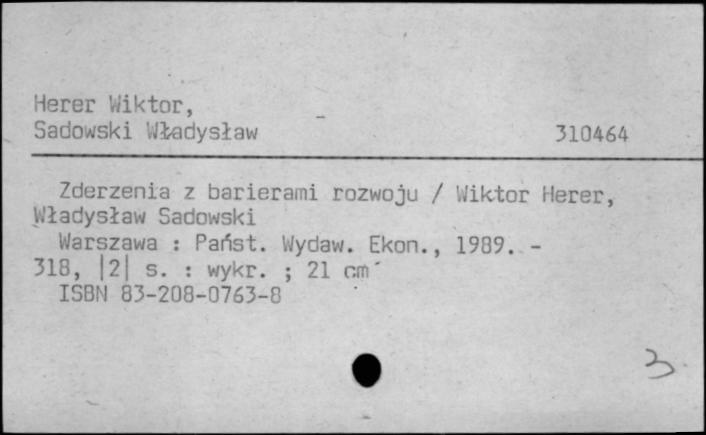 Herer Wiktor,
Sadowski Władysław 310464
Zderzenia z barierami rozwoju / Wiktor Herer,
Władysław Sadowski
Warszawa : Państ. Wydaw. Ekon., 1989. -
318, |2| s. : wykr. ; 21 cm
ISBN 83-208-0763-8
3